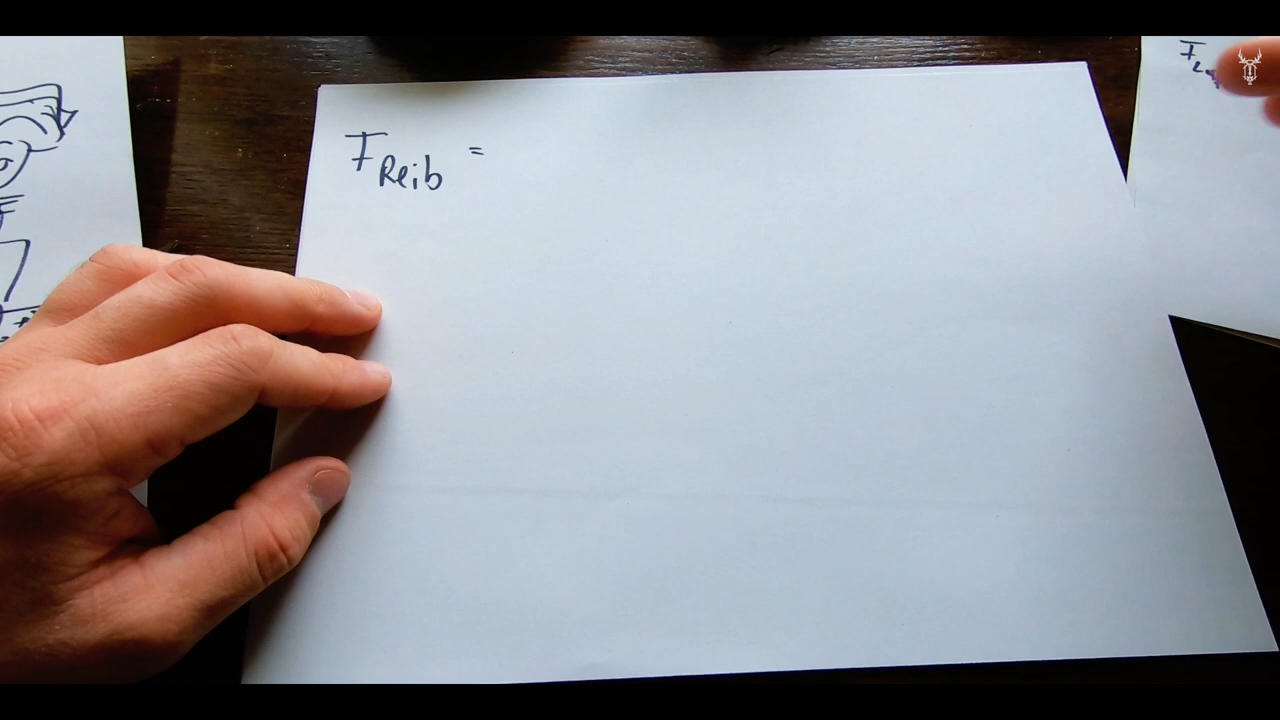 F_Reib =